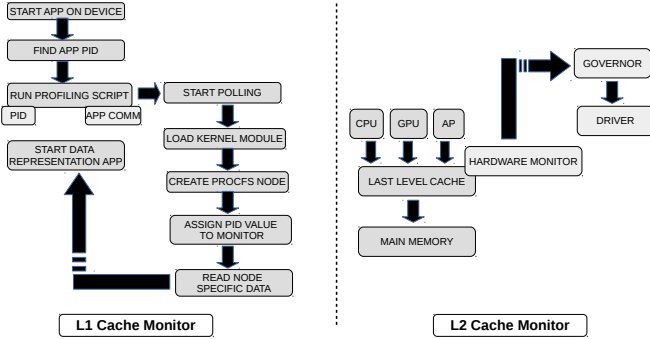 START APP ON DEVICE
FIND APP PID
RUN PROFILING SCRIPT
PID
APP COMM
START DATA
REPRESENTATION APP
START POLLING
LOAD KERNEL MODULE
CREATE PROCFS NODE
ASSIGN PID VALUE
TO MONITOR
READ NODE
SPECIFIC DATA
L1 Cache Monitor
GOVERNOR
DRIVER
CPU
GPU
AP
HARDWARE MONITOR
LAST LEVEL CACHE
MAIN MEMORY
L2 Cache Monitor